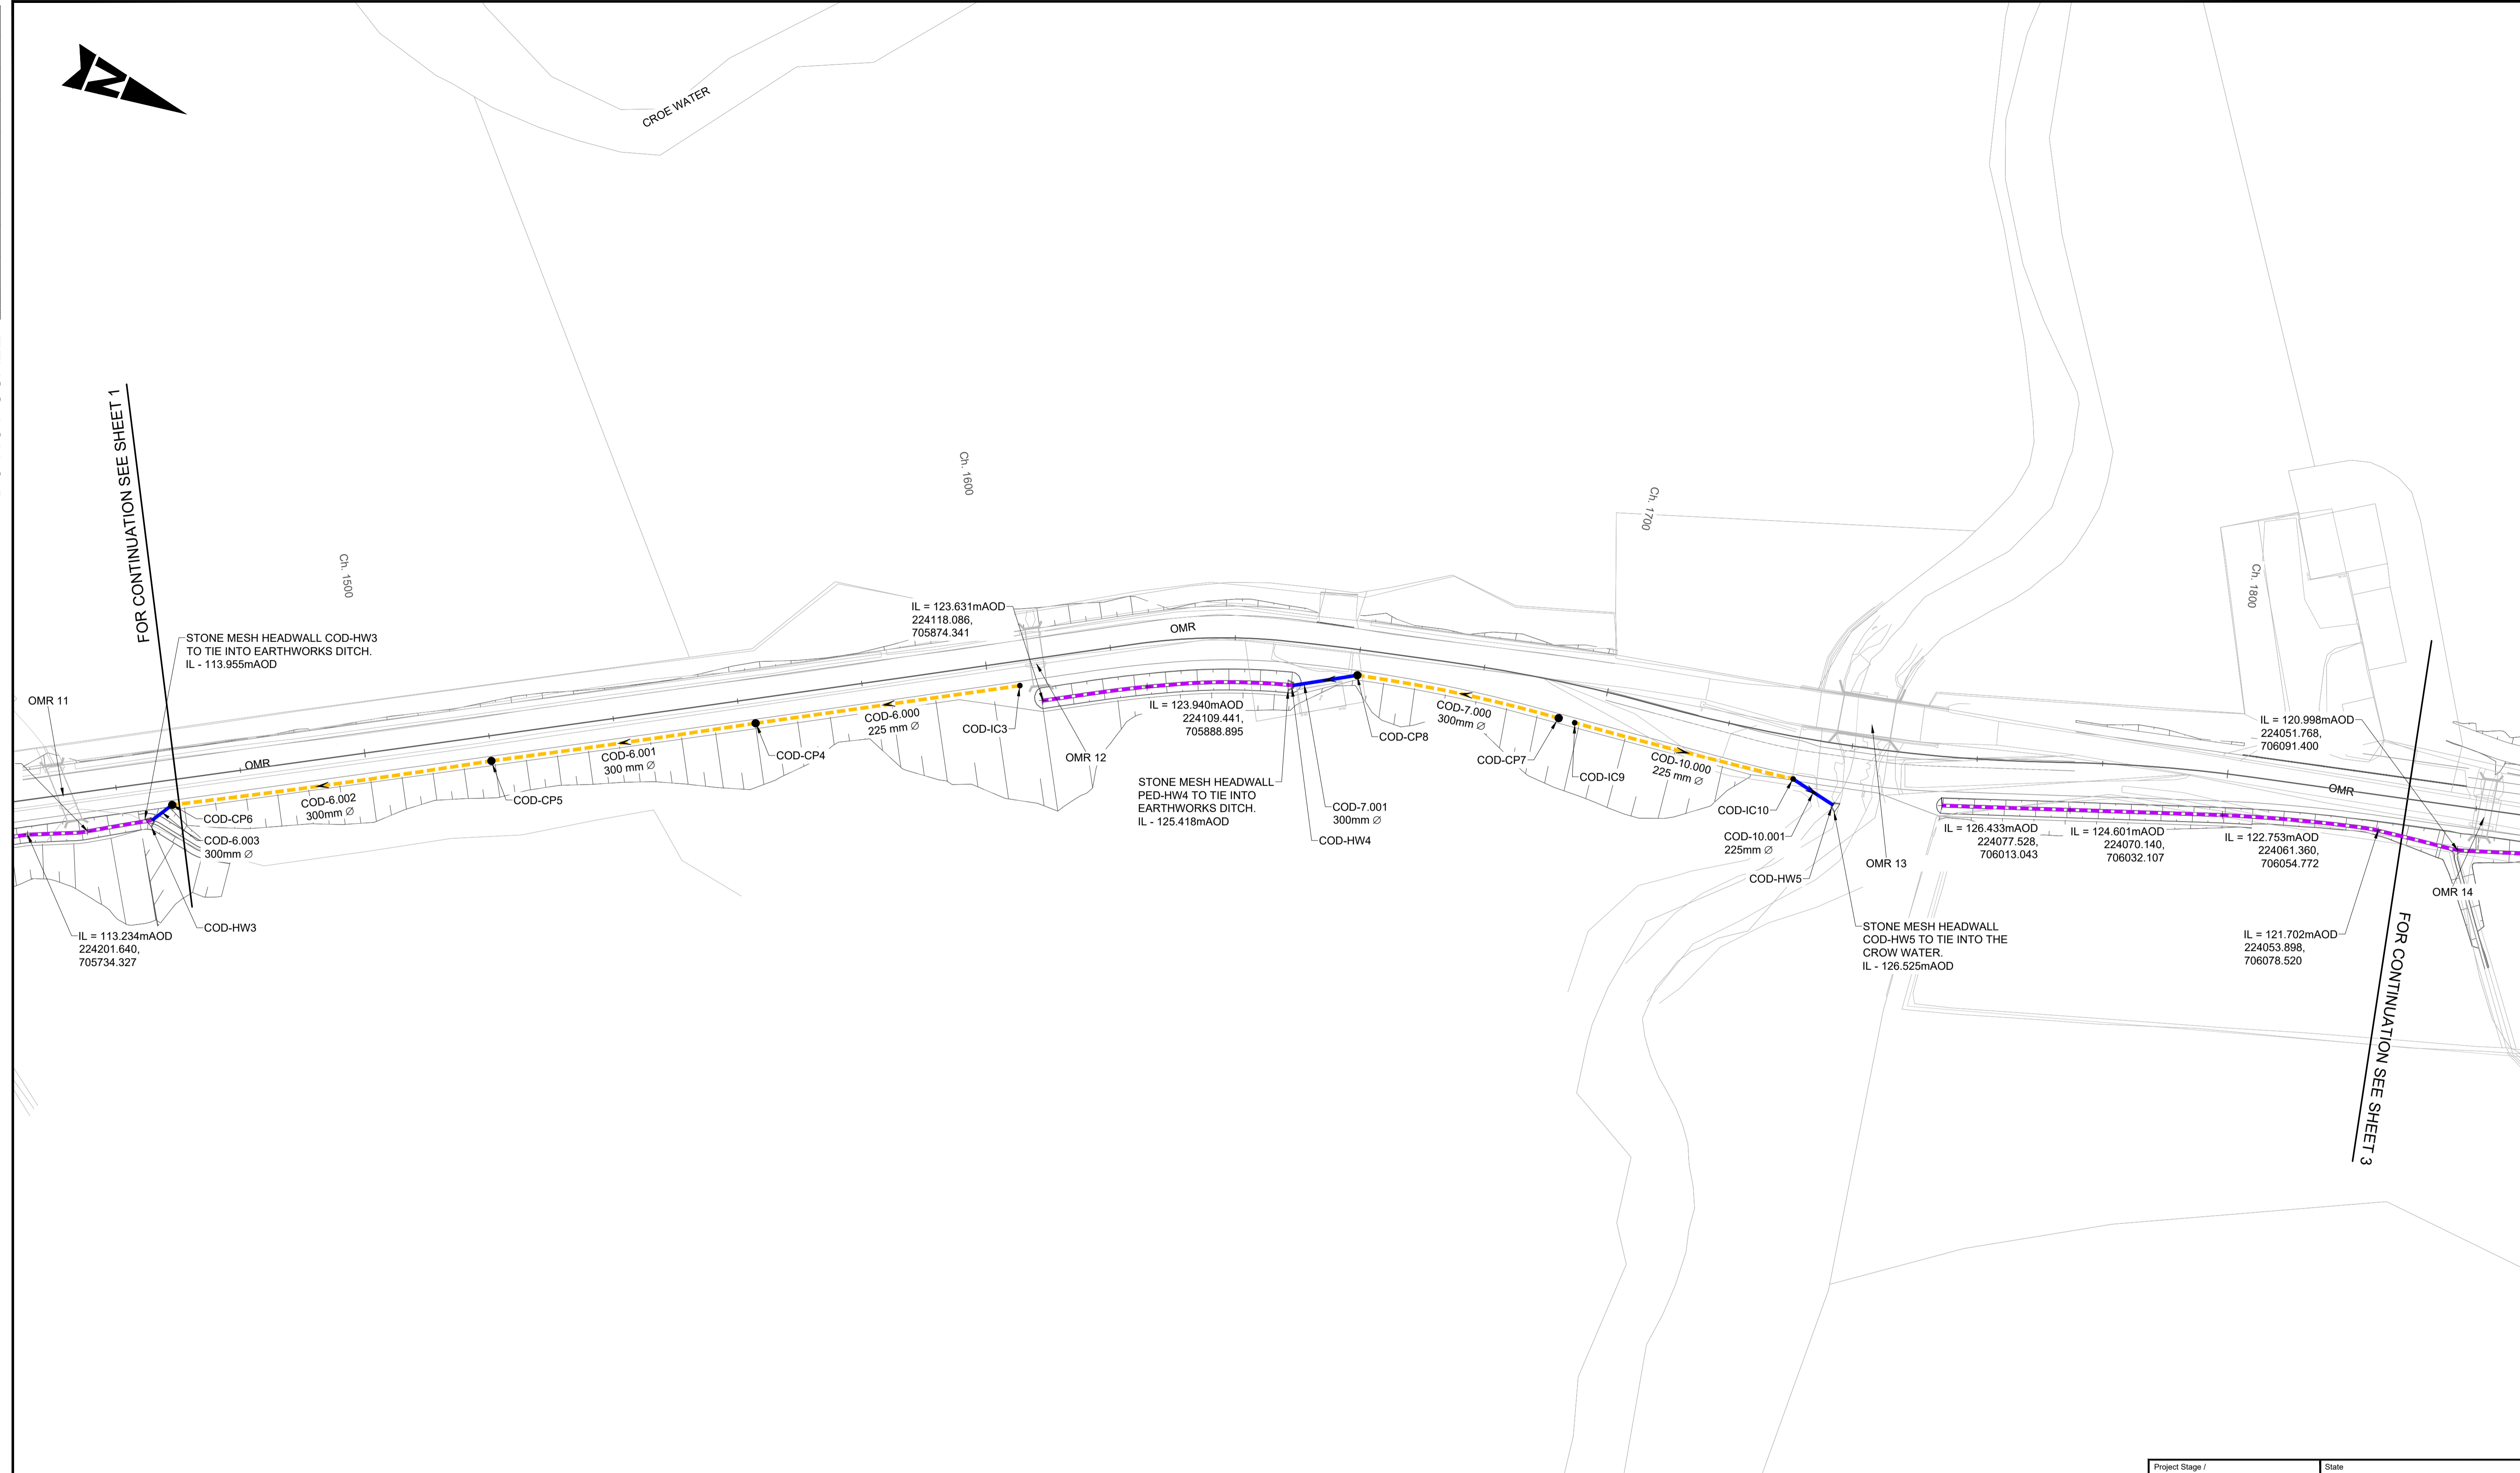 N
CROE WATER
FOR CONTINUATION SEE SHEET 1
Ch. 1500
Ch. 1600
Ch. 1700
Ch. 1800
STONE MESH HEADWALL COD-HW3
TO TIE INTO EARTHWORKS DITCH.
IL - 113.955mAOD
OMR 11
OMR
COD-6.002
300mm Ø
COD-CP6
COD-6.003
300mm Ø
COD-HW3
IL = 113.234mAOD
224201.640,
705734.327
COD-CP5
COD-6.001
300 mm Ø
COD-CP4
COD-6.000
225 mm Ø
COD-IC3
IL = 123.631mAOD
224118.086,
705874.341
OMR 12
OMR
IL = 123.940mAOD
224109.441,
705888.895
STONE MESH HEADWALL
PED-HW4 TO TIE INTO
EARTHWORKS DITCH.
IL - 125.418mAOD
COD-7.001
300mm Ø
COD-HW4
COD-CP8
COD-7.000
300mm Ø
COD-CP7
COD-IC9
COD-10.000
225 mm Ø
COD-IC10
COD-10.001
225mm Ø
COD-HW5
OMR 13
STONE MESH HEADWALL
COD-HW5 TO TIE INTO THE
CROW WATER.
IL - 126.525mAOD
IL = 126.433mAOD
224077.528,
706013.043
IL = 124.601mAOD
224070.140,
706032.107
IL = 122.753mAOD
224061.360,
706054.772
IL = 120.998mAOD
224051.768,
706091.400
OMR
OMR 14
IL = 121.702mAOD
224053.898,
706078.520
FOR CONTINUATION SEE SHEET 3
Project Stage /
State